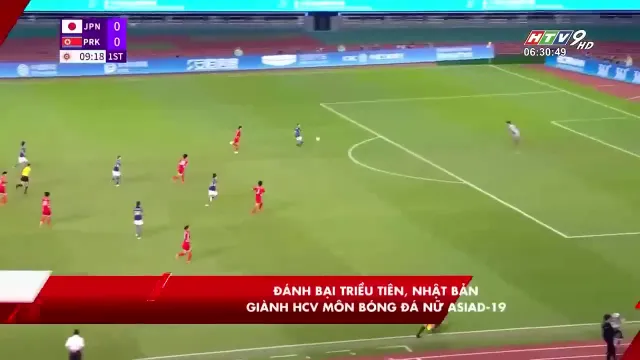 JPN 0
PRK 0
09:18 1ST
HTV9 HD
06:30:49
ĐÁNH BẠI TRIỀU TIÊN, NHẬT BẢN
GIÀNH HCV MÔN BÓNG ĐÁ NỮ ASIAD-19